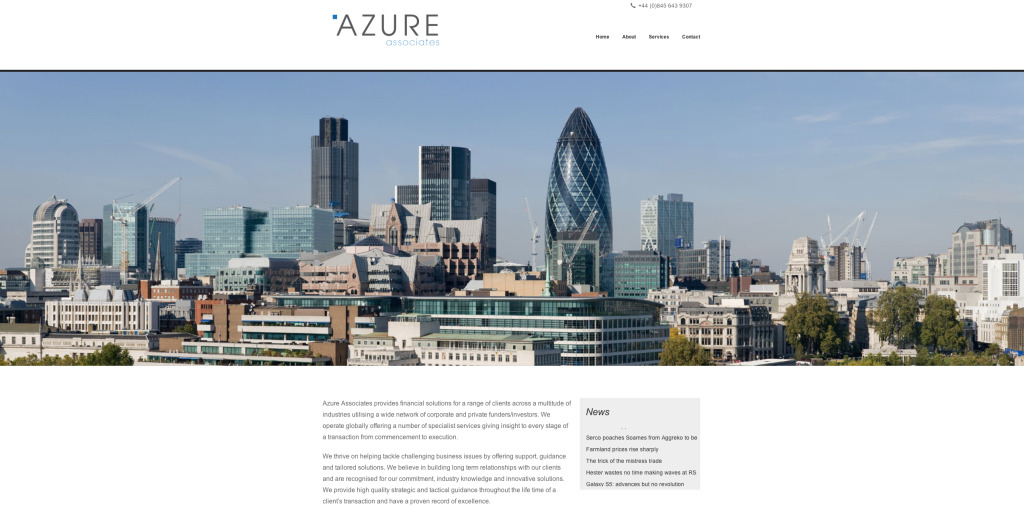 +44 (0)845 643 9307
AZURE
associates
Home About Services Contact
Azure Associates provides financial solutions for a range of clients across a multitude of
industries utilising a wide network of corporate and private funders/investors. We
operate globally offering a number of specialist services giving insight to every stage of
a transaction from commencement to execution.
We thrive on helping tackle challenging business issues by offering support, guidance
and tailored solutions. We believe in building long term relationships with our clients
and are recognised for our commitment, industry knowledge and innovative solutions.
We provide high quality strategic and tactical guidance throughout the life time of a
client's transaction and have a proven record of excellence.
News
Serco poaches Soames from Aggreko to be
Farmland prices rise sharply
The trick of the mistress trade
Hester wastes no time making waves at RS
Galaxy S5: advances but no revolution